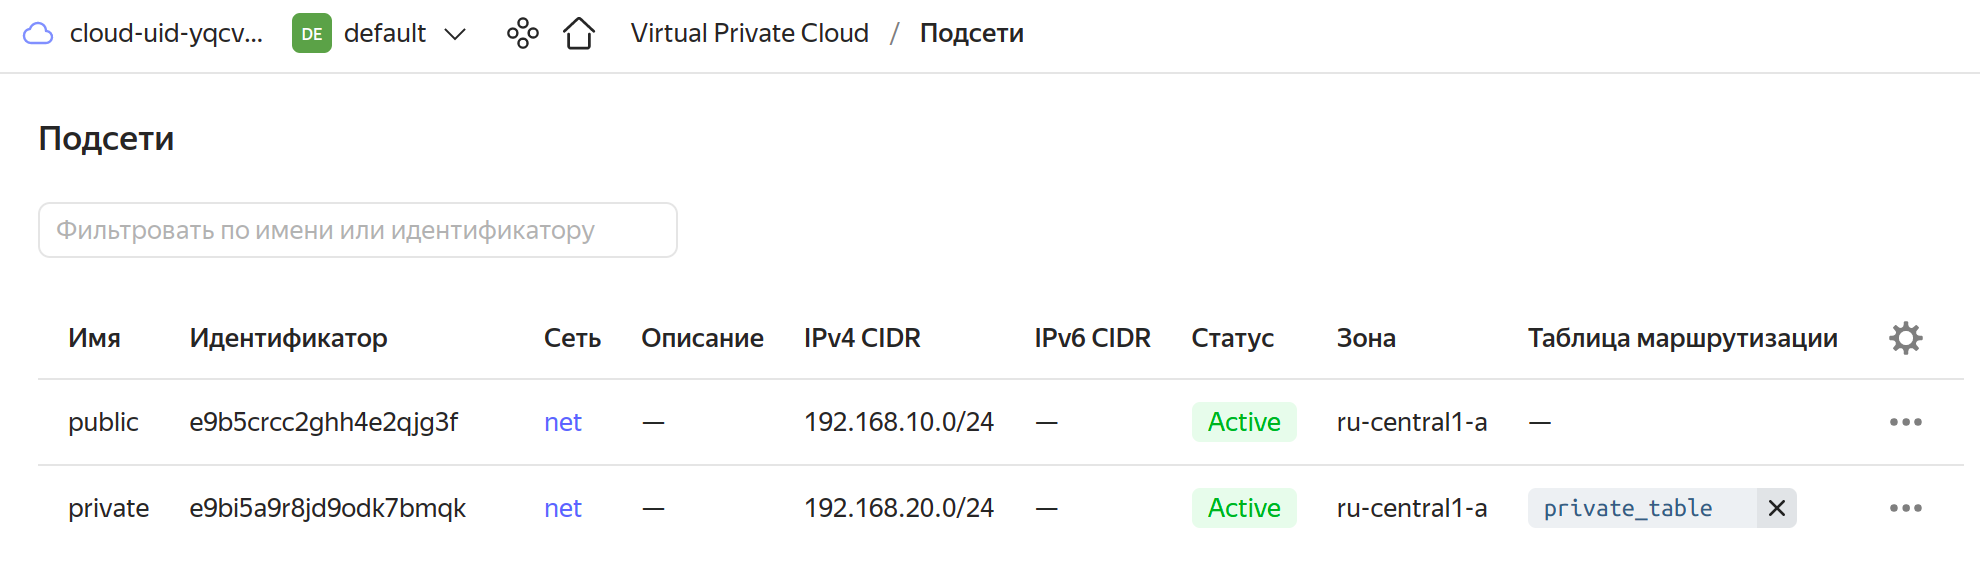 cloud-uid-yqcv... DE default Virtual Private Cloud / Подсети
Подсети
Фильтровать по имени или идентификатору
Имя Идентификатор Сеть Описание IPv4 CIDR IPv6 CIDR Статус Зона Таблица маршрутизации
public e9b5crcc2ghh4e2qjg3f net — 192.168.10.0/24 — Active ru-central1-a —
private e9bi5a9r8jd9odk7bmqk net — 192.168.20.0/24 — Active ru-central1-a private_table